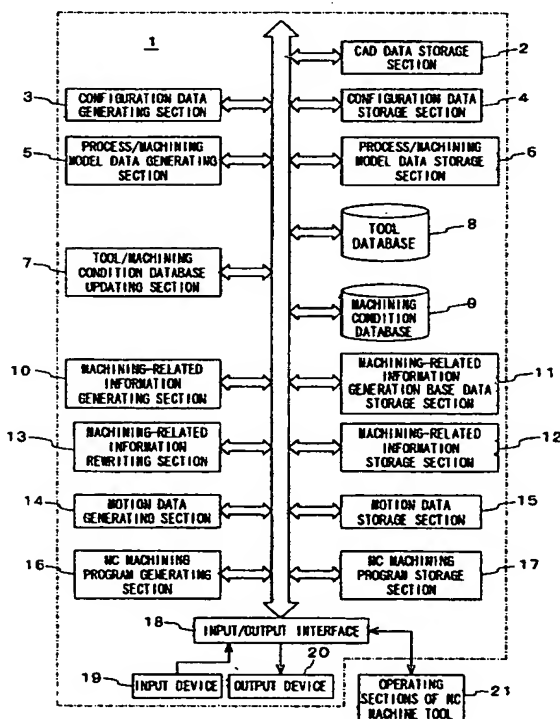 1
CAD DATA STORAGE
SECTION
2
3
CONFIGURATION DATA
GENERATING SECTION
CONFIGURATION DATA
STORAGE SECTION
4
5
PROCESS/MACHINING
MODEL DATA GENERATING
SECTION
PROCESS/MACHINING
MODEL DATA STORAGE
SECTION
6
TOOL
DATABASE
8
7
TOOL/MACHINING
CONDITION DATABASE
UPDATING SECTION
MACHINING
CONDITION
DATABASE
9
10
MACHINING-RELATED
INFORMATION
GENERATING SECTION
MACHINING-RELATED
INFORMATION
GENERATION BASE DATA
STORAGE SECTION
11
13
MACHINING-RELATED
INFORMATION
REWRITING SECTION
MACHINING-RELATED
INFORMATION
STORAGE SECTION
12
14
MOTION DATA
GENERATING SECTION
MOTION DATA
STORAGE SECTION
15
16
NC MACHINING
PROGRAM GENERATING
SECTION
NC MACHINING
PROGRAM STORAGE
SECTION
17
18
INPUT/OUTPUT INTERFACE
19
INPUT DEVICE
20
OUTPUT DEVICE
OPERATING
SECTIONS OF NC
MACHINE TOOL
21